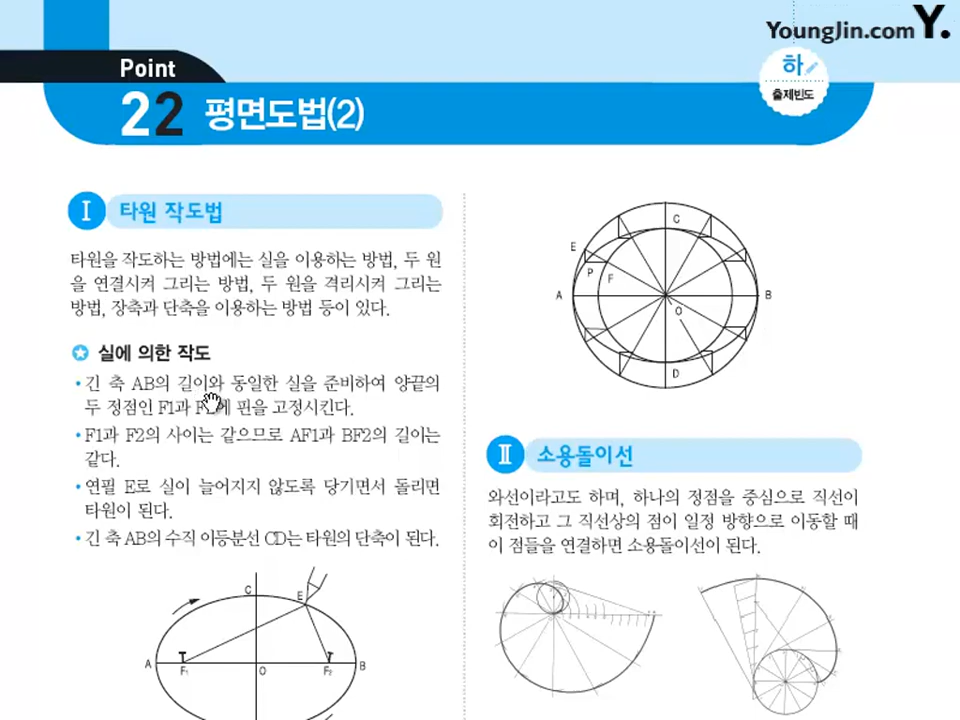 YoungJin.com Y.
Point
22 평면도법(2)
하
출제빈도
Ⅰ 타원 작도법
타원을 작도하는 방법에는 실을 이용하는 방법, 두 원
을 연결시켜 그리는 방법, 두 원을 격리시켜 그리는
방법, 장축과 단축을 이용하는 방법 등이 있다.
실에 의한 작도
• 긴 축 AB의 길이와 동일한 실을 준비하여 양끝의
두 정점인 F1과 에 핀을 고정시킨다.
• F1과 F2의 사이는 같으므로 AF1과 BF2의 길이는
같다.
• 연필 E로 실이 늘어지지 않도록 당기면서 돌리면
타원이 된다.
• 긴 축 AB의 수직 이등분선 CD는 타원의 단축이 된다.
C
E
A
F1
O
F2
B
C
E
P
F
A
B
O
D
Ⅱ 소용돌이선
와선이라고도 하며, 하나의 정점을 중심으로 직선이
회전하고 그 직선상의 점이 일정 방향으로 이동할 때
이 점들을 연결하면 소용돌이선이 된다.